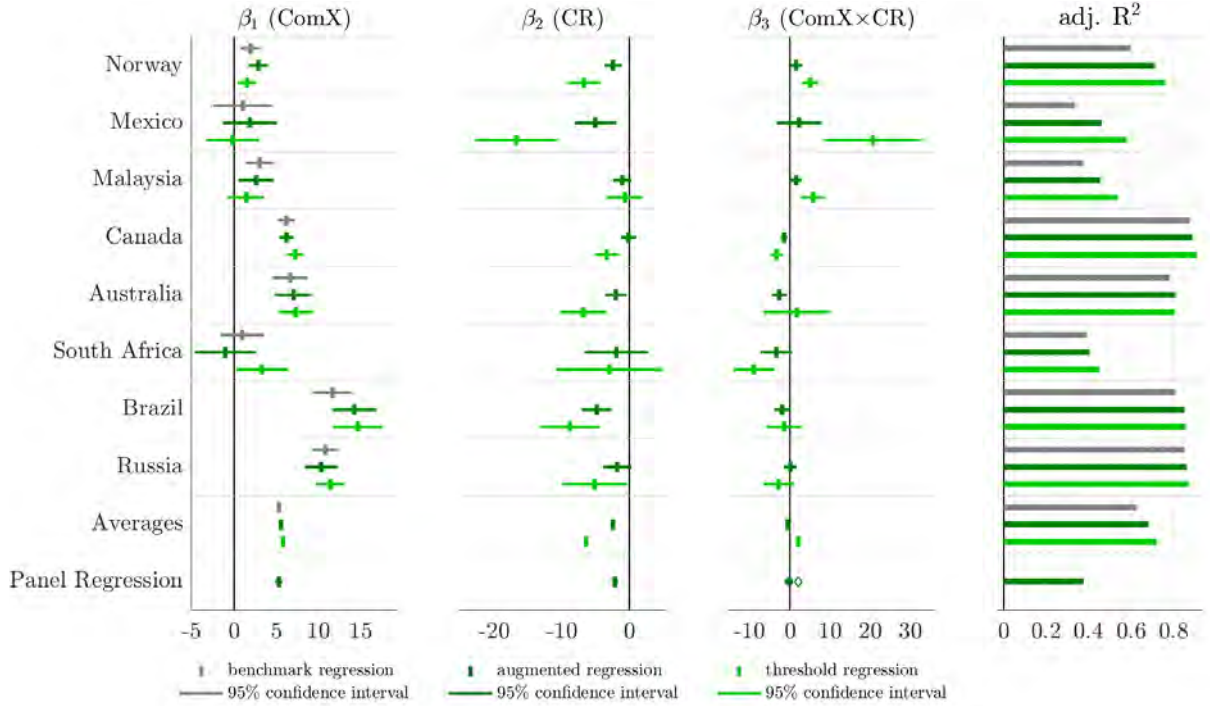 β₁ (ComX) β₂ (CR) β₃ (ComX×CR) adj. R²
Norway
Mexico
Malaysia
Canada
Australia
South Africa
Brazil
Russia
Averages
Panel Regression
-5 0 5 10 15 -20 0 -10 0 10 20 30 0 0.2 0.4 0.6 0.8
benchmark regression augmented regression threshold regression
95% confidence interval 95% confidence interval 95% confidence interval